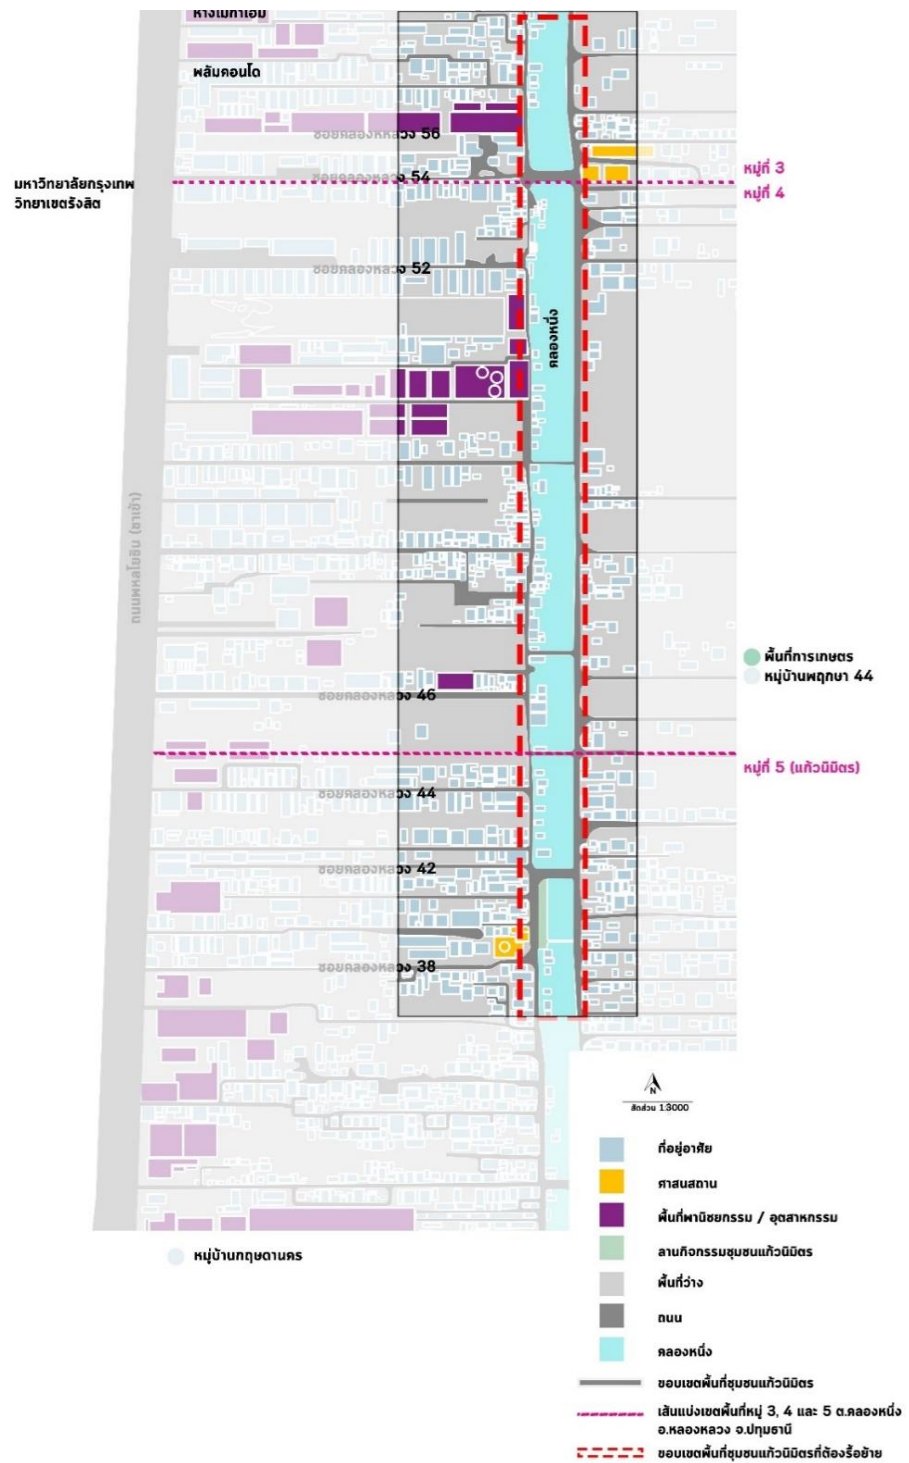 ห้างเมกาโฮม
พลัมคอนโด
ซอยคลองหลวง 56
หมู่ที่ 3
ซอยคลองหลวง 54
มหาวิทยาลัยกรุงเทพ
วิทยาเขตรังสิต
หมู่ที่ 4
ซอยคลองหลวง 52
คลองหนึ่ง
ถนนพหลโยธิน (ขาเข้า)
พื้นที่การเกษตร
หมู่บ้านพฤกษา 44
ซอยคลองหลวง 46
หมู่ที่ 5 (แก้วนิมิตร)
ซอยคลองหลวง 44
ซอยคลองหลวง 42
ซอยคลองหลวง 38
N
สัดส่วน 1:3000
ที่อยู่อาศัย
ศาสนสถาน
พื้นที่พาณิชยกรรม / อุตสาหกรรม
ลานกิจกรรมชุมชนแก้วนิมิตร
หมู่บ้านกฤษดานคร
พื้นที่ว่าง
ถนน
คลองหนึ่ง
ขอบเขตพื้นที่ชุมชนแก้วนิมิตร
เส้นแบ่งเขตพื้นที่หมู่ 3, 4 และ 5 ต.คลองหนึ่ง
อ.หลองหลวง จ.ปทุมธานี
ขอบเขตพื้นที่ชุมชนแก้วนิมิตรที่ต้องรื้อย้าย